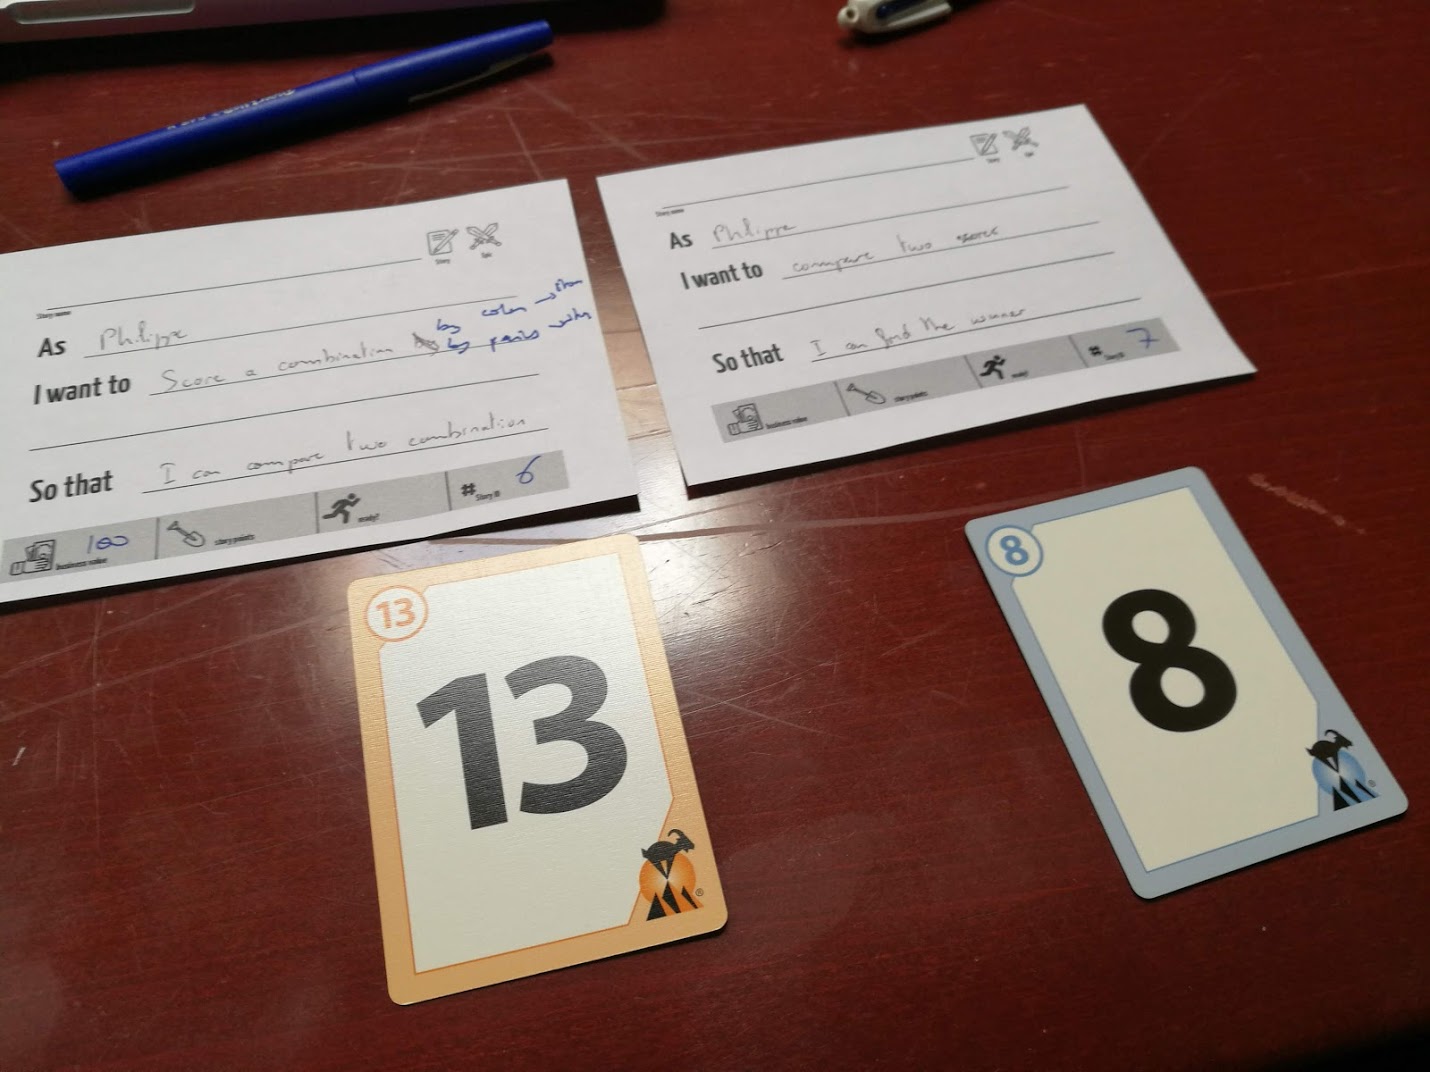 Story
Epic
Story name
As Philippe
I want to Score a combination by color
by pairs
So that I can compare two combination
100
business value
story points
ready?
# Story ID 6
Story
Epic
Story name
As Philippe
I want to compare two scores
So that I can find the winner
business value
story points
ready?
# Story ID 7
13
13
®
8
8
®